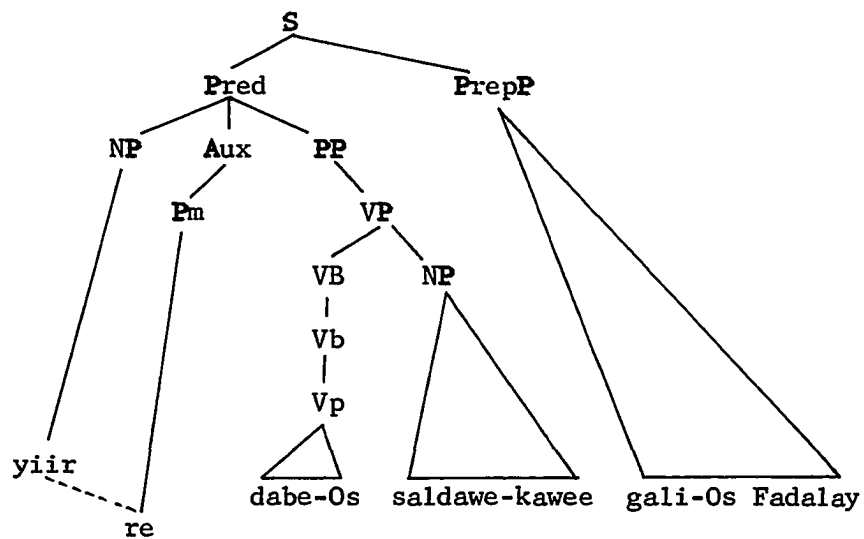 S
Pred PrepP
NP Aux PP
Pm VP
VB NP
Vb
Vp
yiir
dabe-Os saldawe-kawee gali-Os Fadalay
re